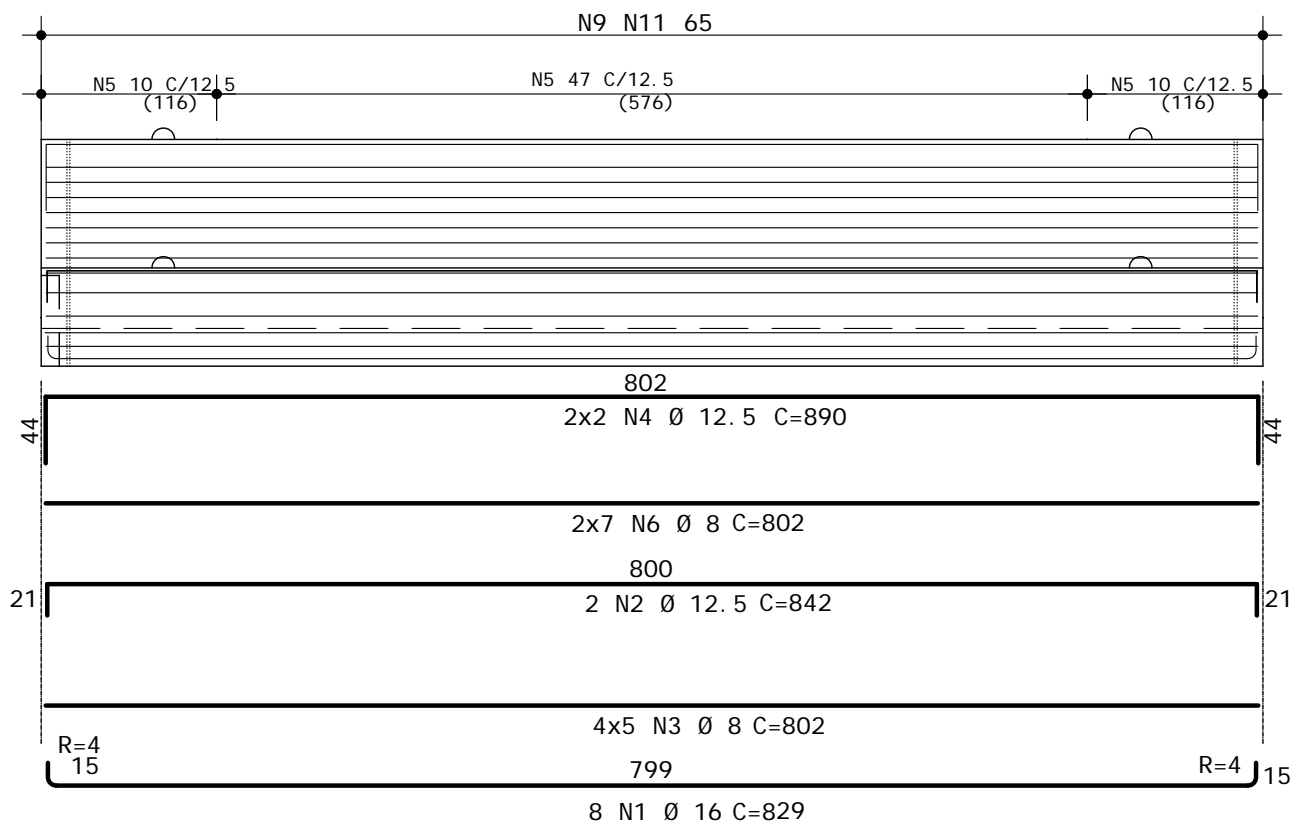 N9 N11 65
N5 10 C/12.5
(116)
N5 47 C/12.5
(576)
N5 10 C/12.5
(116)
802
44
2x2 N4 Ø 12.5 C=890
44
2x7 N6 Ø 8 C=802
800
21
2 N2 Ø 12.5 C=842
21
4x5 N3 Ø 8 C=802
R=4
15
799
R=4
15
8 N1 Ø 16 C=829